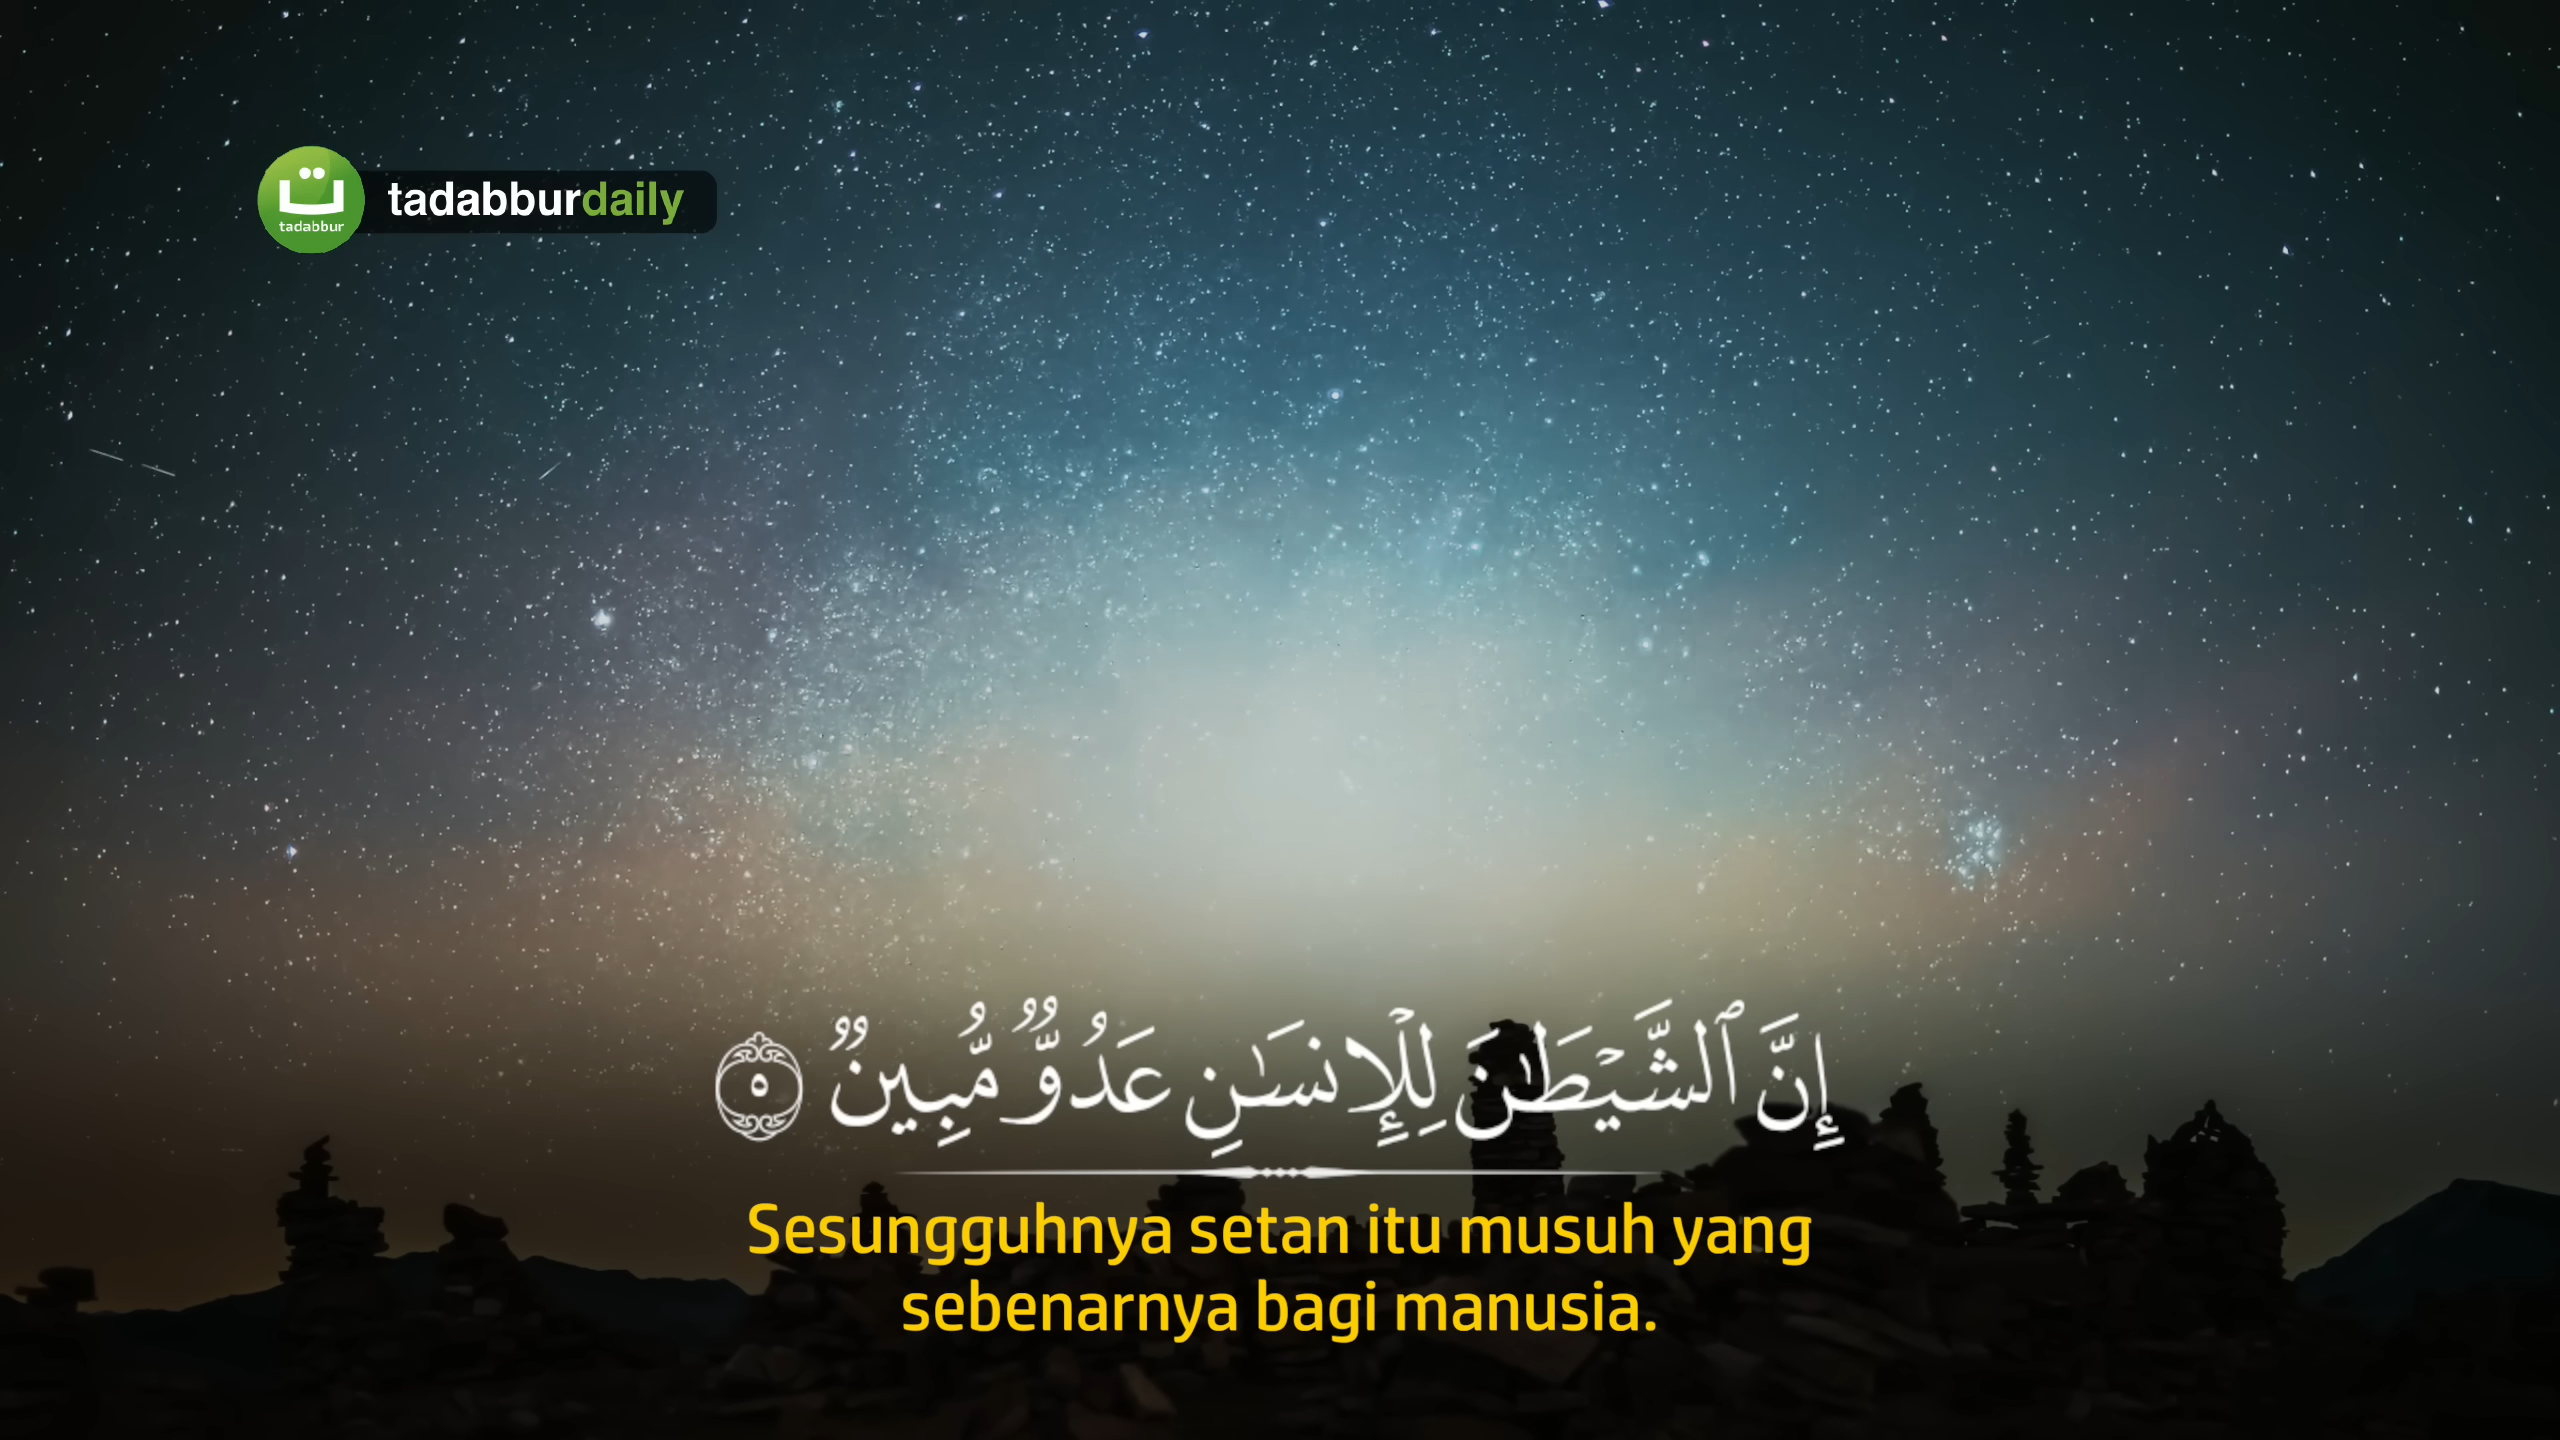 ت
tadabbur
tadabburdaily
إِنَّ ٱلشَّيْطَـٰنَ لِلْإِنسَـٰنِ عَدُوٌّ مُّبِينٌ ٥
Sesungguhnya setan itu musuh yang
sebenarnya bagi manusia.